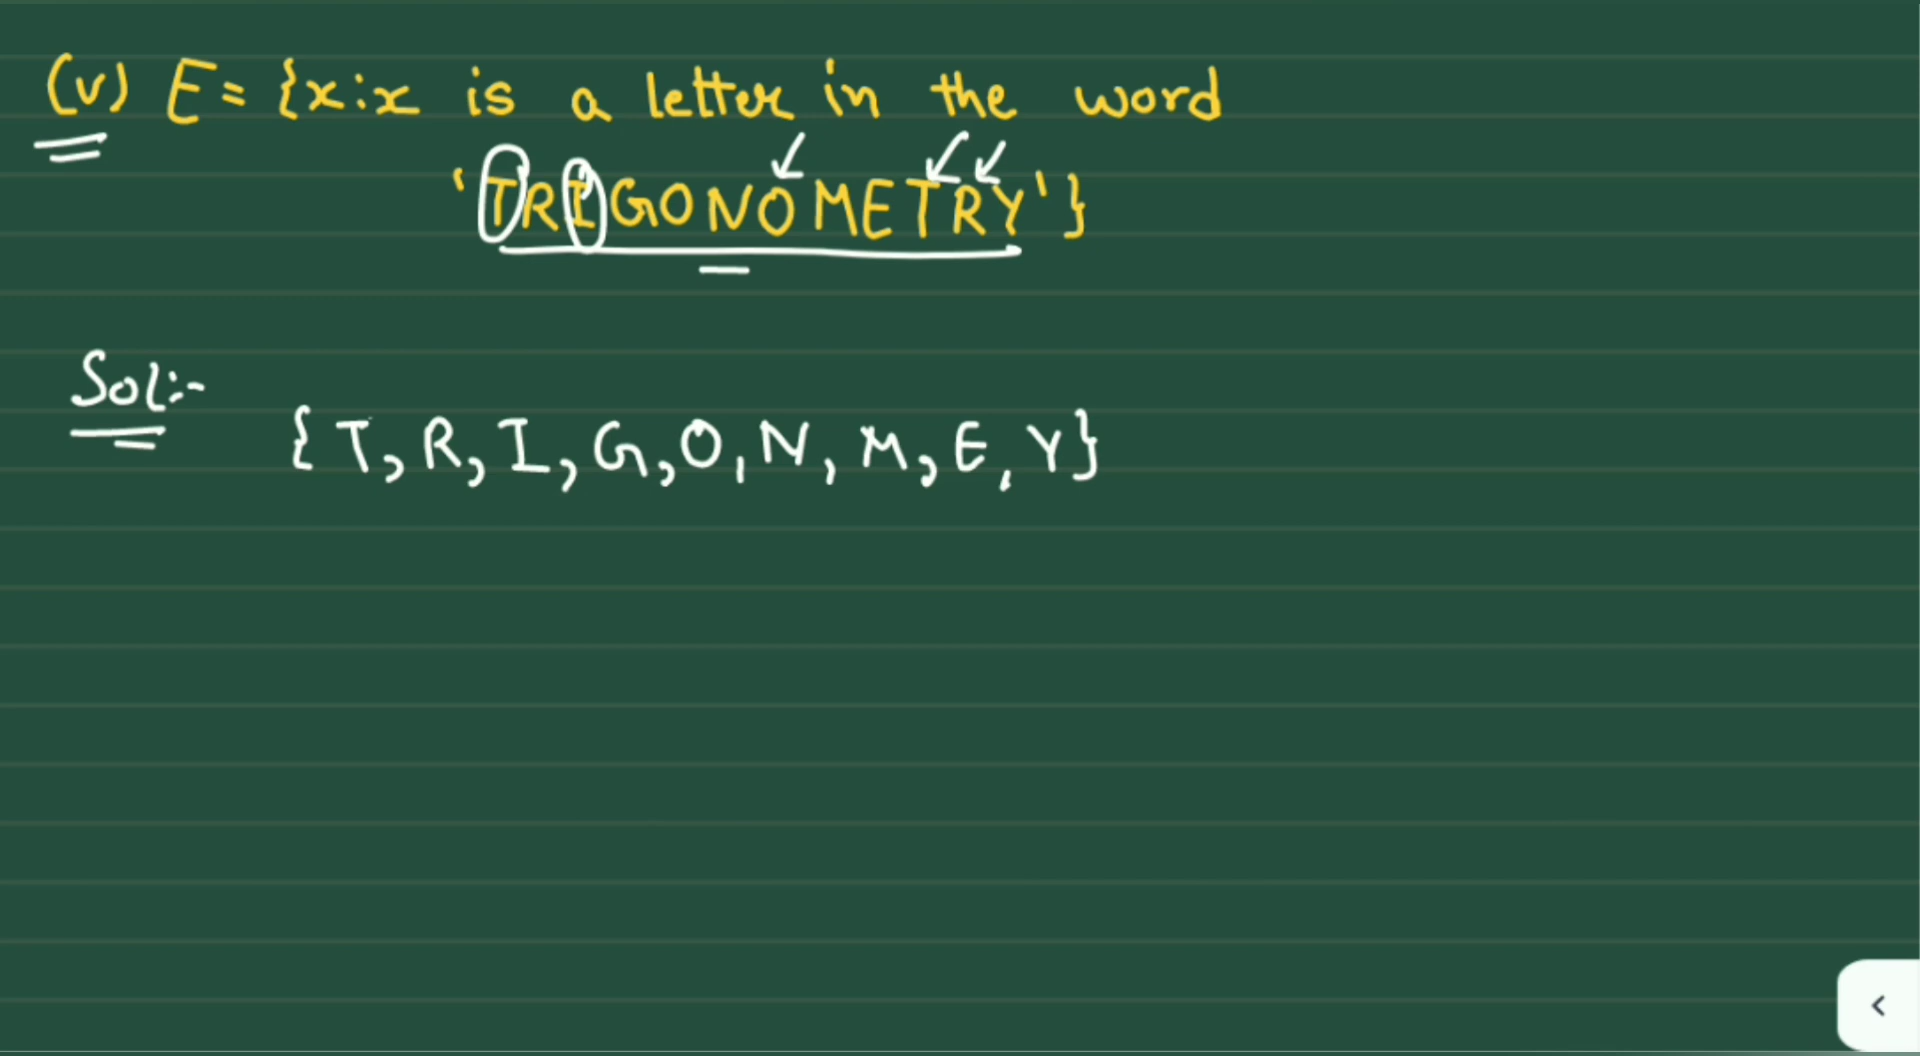 (v) E = {x:x is a letter in the word
'TRIGONOMETRY'}
Sol:-
{T, R, I, G, O, N, M, E, Y}